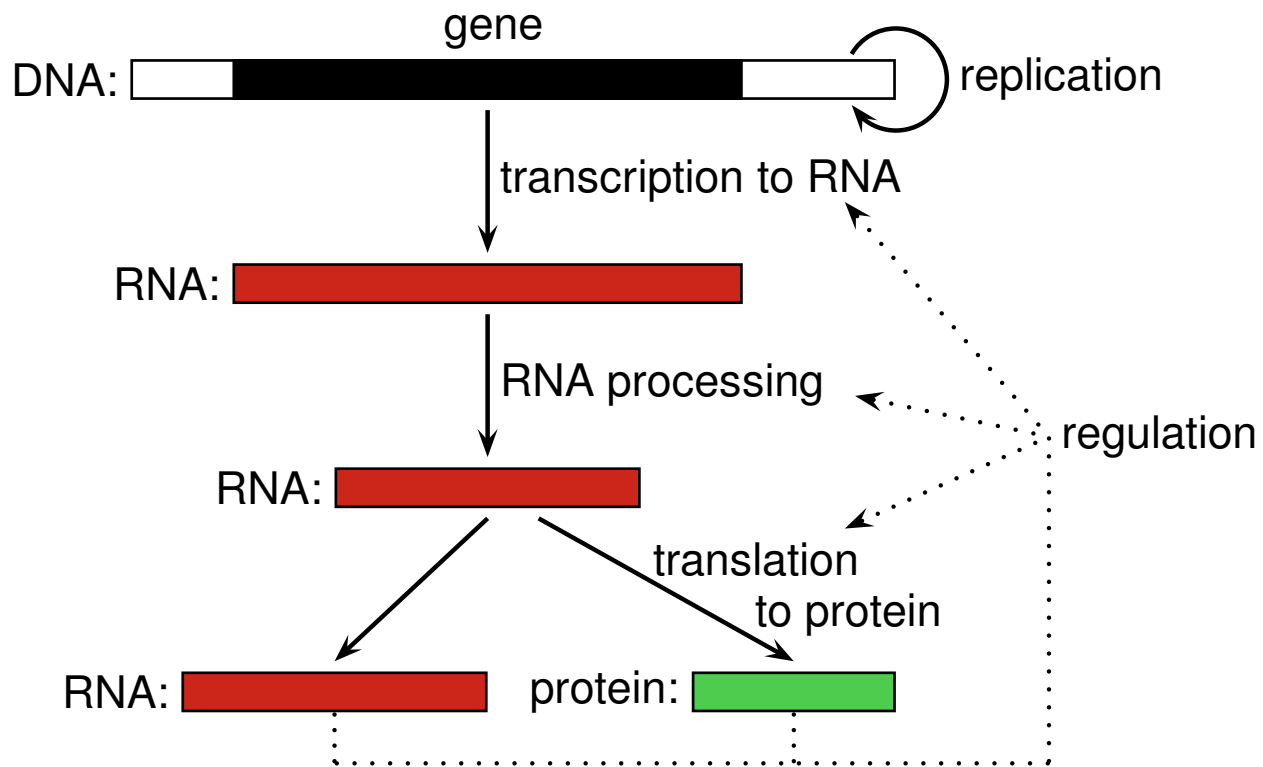 gene
DNA:
replication
transcription to RNA
RNA:
RNA processing
regulation
RNA:
translation
to protein
RNA:
protein: